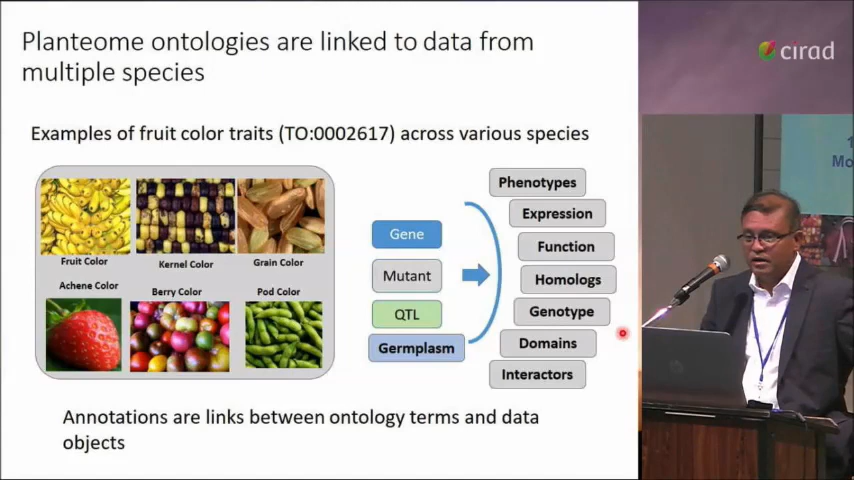 Planteome ontologies are linked to data from
multiple species
Examples of fruit color traits (TO:0002617) across various species
Fruit Color
Kernel Color
Grain Color
Achene Color
Berry Color
Pod Color
Gene
Mutant
QTL
Germplasm
Phenotypes
Expression
Function
Homologs
Genotype
Domains
Interactors
Annotations are links between ontology terms and data
objects
cirad
1
Mo